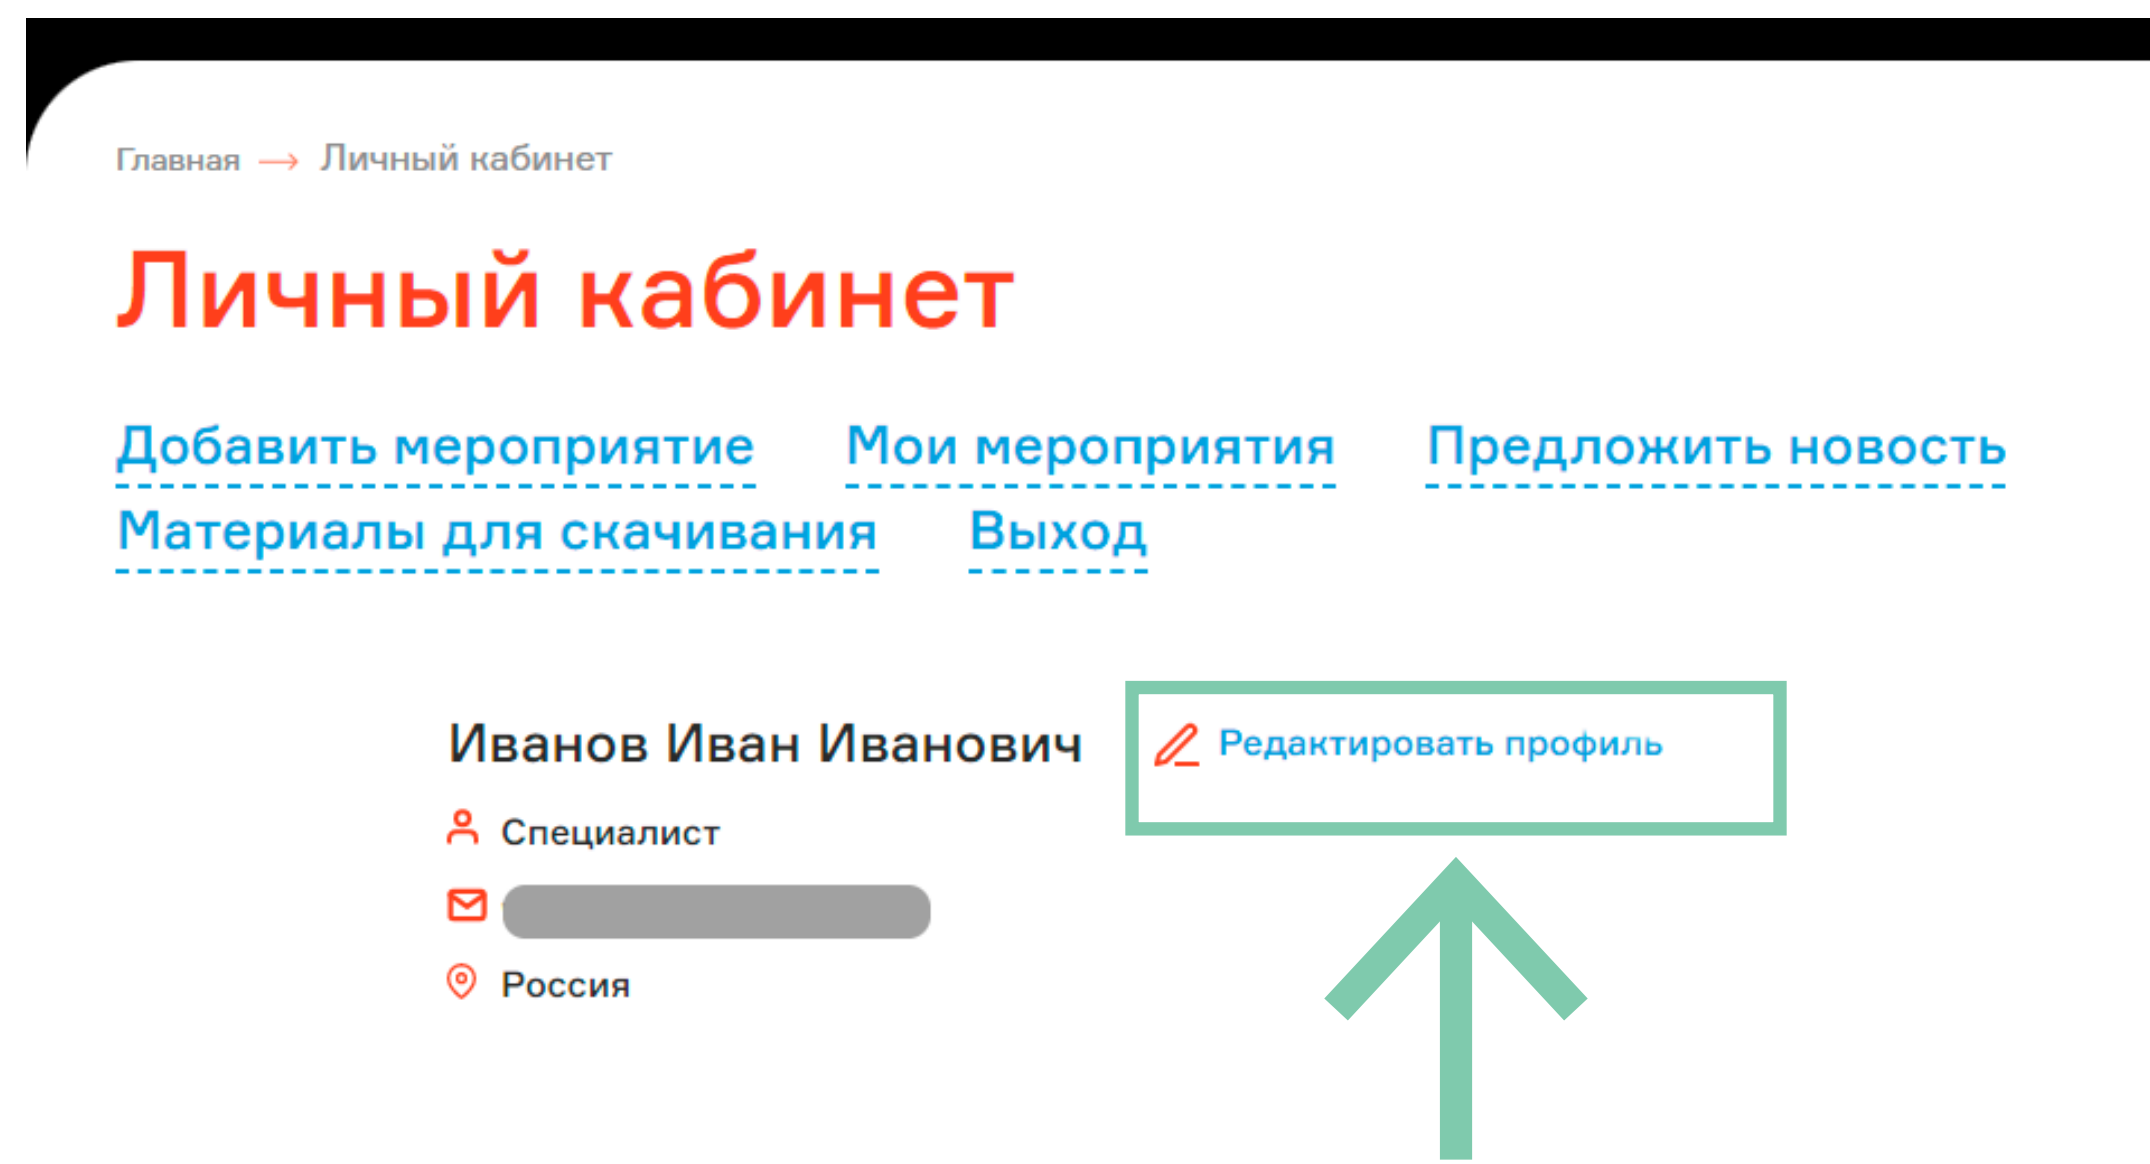 Главная → Личный кабинет
Личный кабинет
Добавить мероприятие Мои мероприятия Предложить новость
Материалы для скачивания Выход
Иванов Иван Иванович Редактировать профиль
Специалист
Россия